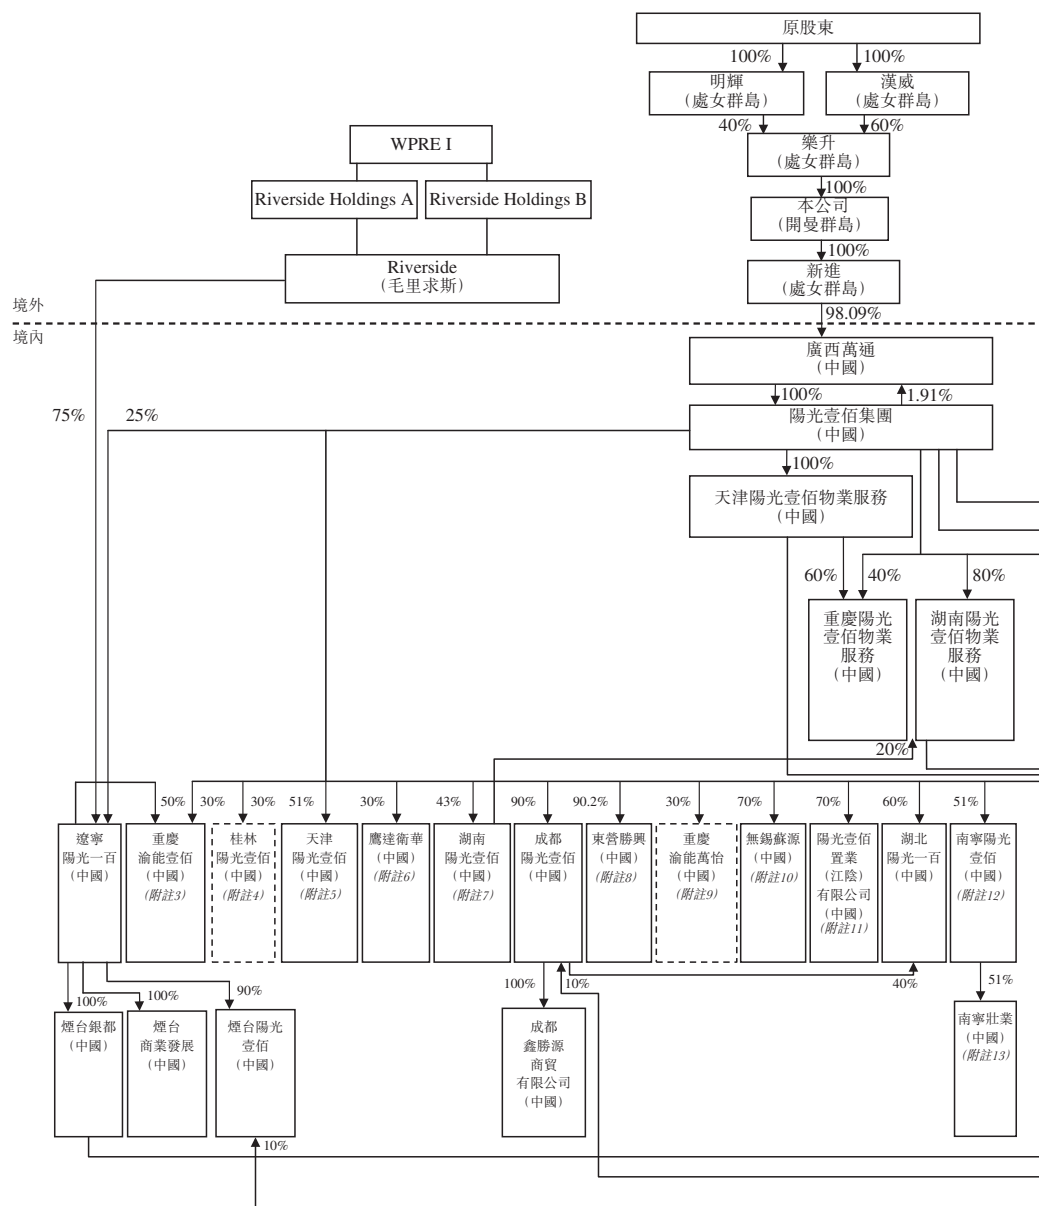 原股東
100%
100%
明輝
(處女群島)
漢威
(處女群島)
40%
60%
WPRE I
樂升
(處女群島)
100%
Riverside Holdings A
Riverside Holdings B
本公司
(開曼群島)
100%
Riverside
(毛里求斯)
新進
(處女群島)
境外
98.09%
境內
廣西萬通
(中國)
100%
1.91%
75%
25%
陽光壹佰集團
(中國)
100%
天津陽光壹佰物業服務
(中國)
60%
40%
80%
重慶陽光
壹佰物業
服務
(中國)
湖南陽光
壹佰物業
服務
(中國)
20%
50%
30%
30%
51%
30%
43%
90%
90.2%
30%
70%
70%
60%
51%
遼寧
陽光一百
(中國)
重慶
渝能壹佰
(中國)
(附註3)
桂林
陽光壹佰
(中國)
(附註4)
天津
陽光壹佰
(中國)
(附註5)
鷹達衛華
(中國)
(附註6)
湖南
陽光壹佰
(中國)
(附註7)
成都
陽光壹佰
(中國)
東營勝興
(中國)
(附註8)
重慶
渝能萬怡
(中國)
(附註9)
無錫蘇源
(中國)
(附註10)
陽光壹佰
置業
(江陰)
有限公司
(中國)
(附註11)
湖北
陽光一百
(中國)
南寧陽光
壹佰
(中國)
(附註12)
100%
100%
90%
100%
10%
40%
51%
煙台銀都
(中國)
煙台
商業發展
(中國)
煙台陽光
壹佰
(中國)
成都
鑫勝源
商貿
有限公司
(中國)
南寧壯業
(中國)
(附註13)
10%